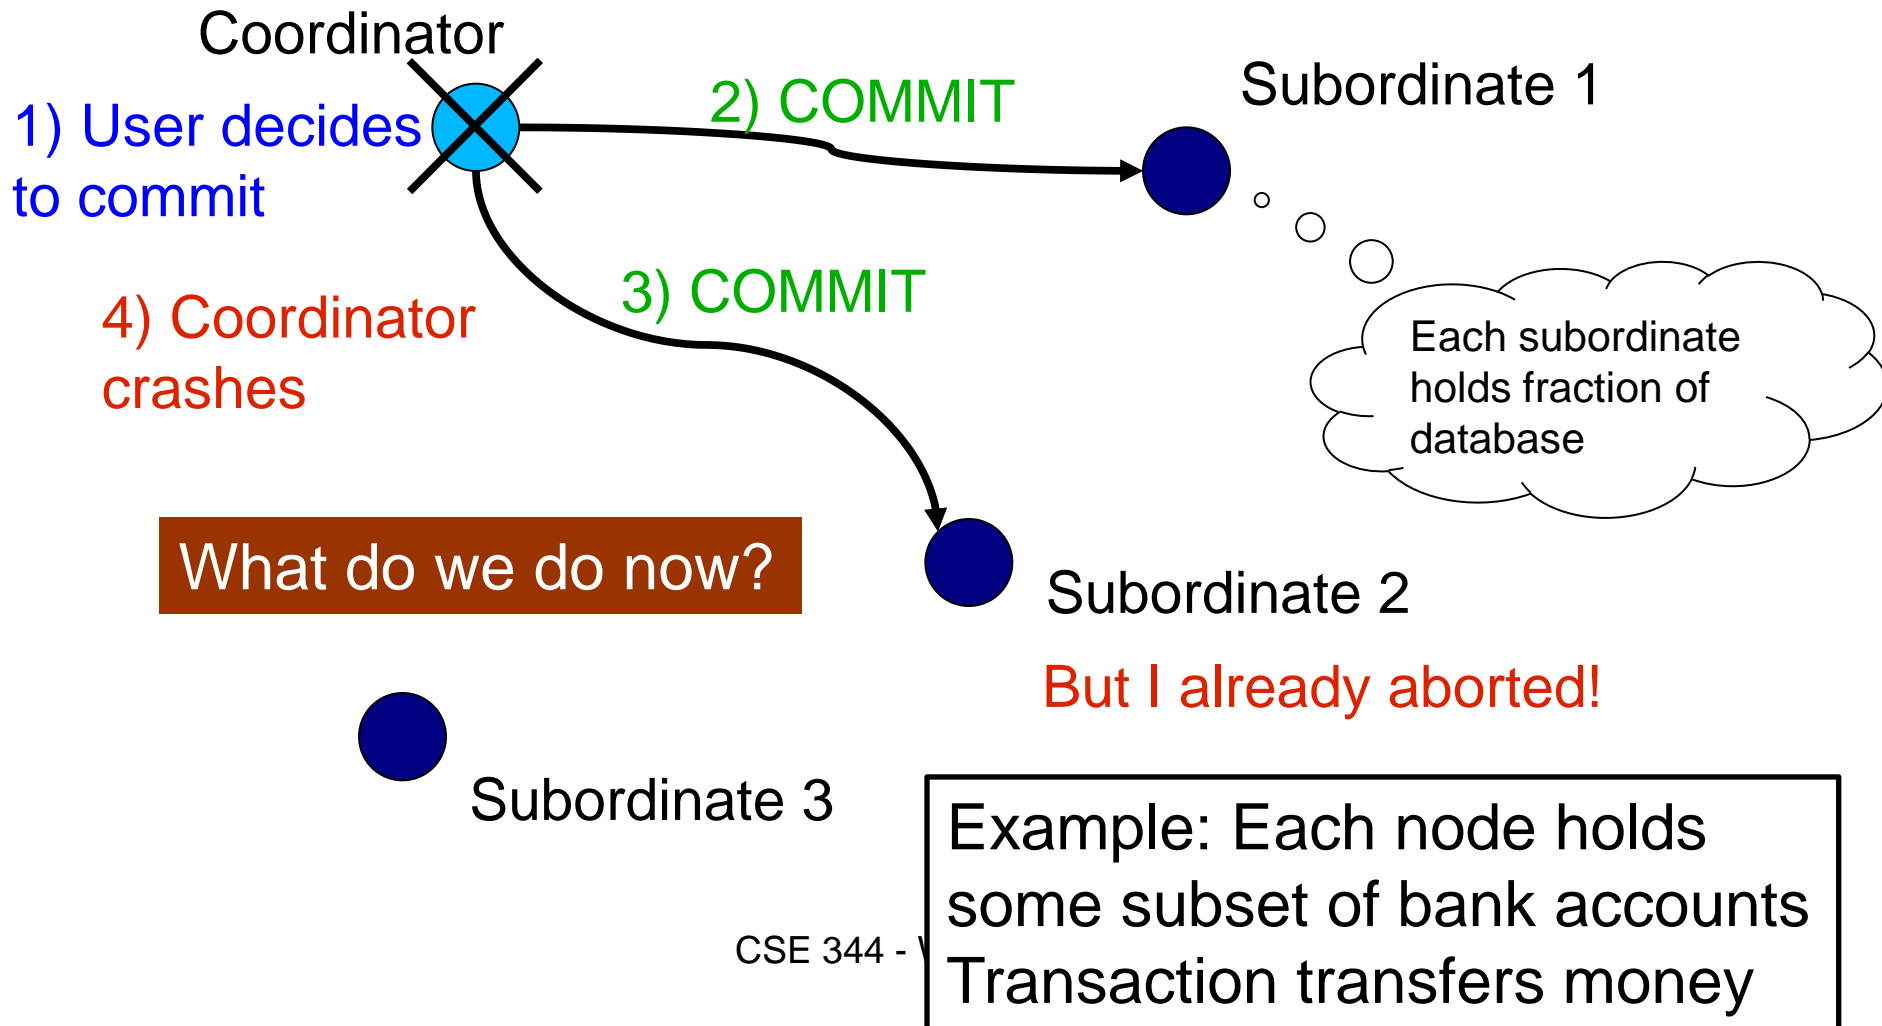 Coordinator
1) User decides
to commit
2) COMMIT
Subordinate 1
3) COMMIT
4) Coordinator
crashes
Each subordinate
holds fraction of
database
What do we do now?
Subordinate 2
But I already aborted!
Subordinate 3
Example: Each node holds
some subset of bank accounts
Transaction transfers money
CSE 344 -